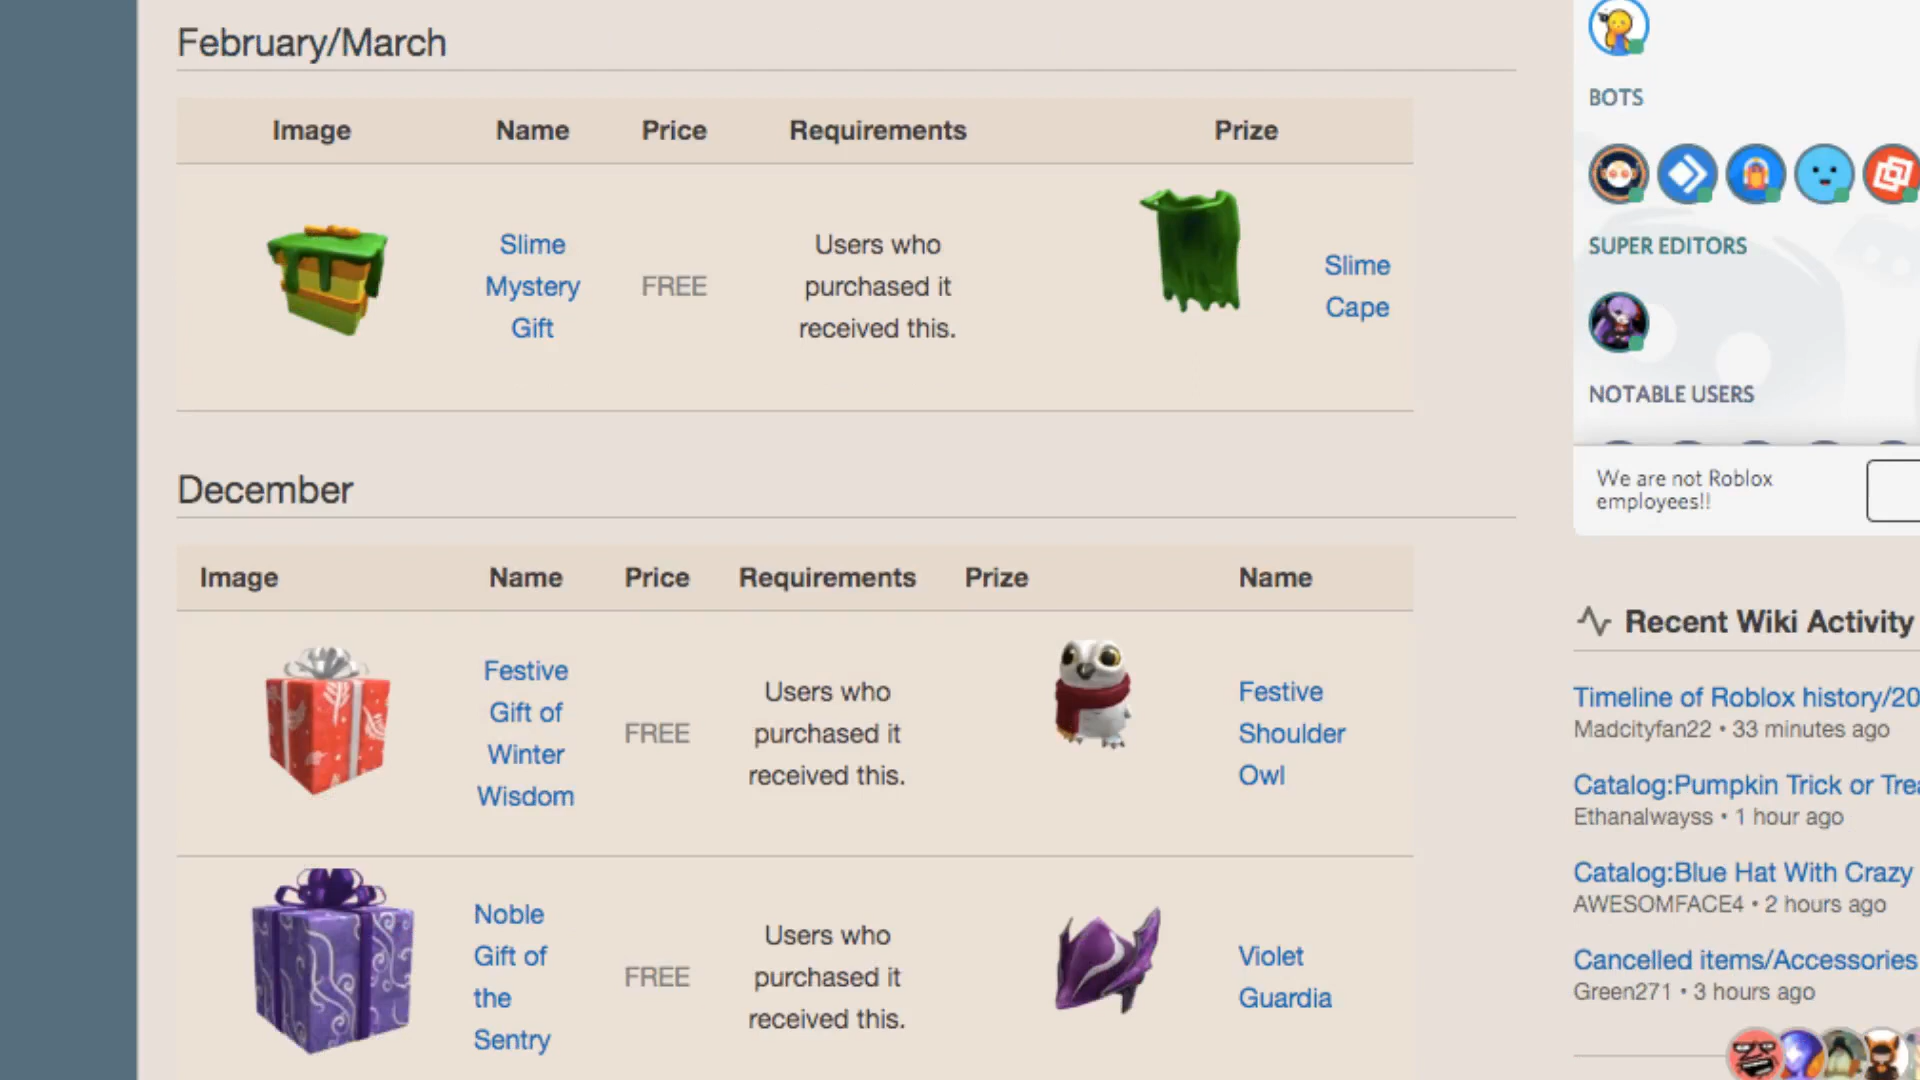 February/March
Image Name Price Requirements Prize
Slime
Mystery
Gift
FREE
Users who
purchased it
received this.
Slime
Cape
December
Image Name Price Requirements Prize Name
Festive
Gift of
Winter
Wisdom
FREE
Users who
purchased it
received this.
Festive
Shoulder
Owl
Noble
Gift of
the
Sentry
FREE
Users who
purchased it
received this.
Violet
Guardia
BOTS
SUPER EDITORS
NOTABLE USERS
We are not Roblox
employees!!
Recent Wiki Activity
Timeline of Roblox history/20
Madcityfan22 • 33 minutes ago
Catalog:Pumpkin Trick or Trea
Ethanalwayss • 1 hour ago
Catalog:Blue Hat With Crazy
AWESOMFACE4 • 2 hours ago
Cancelled items/Accessories
Green271 • 3 hours ago